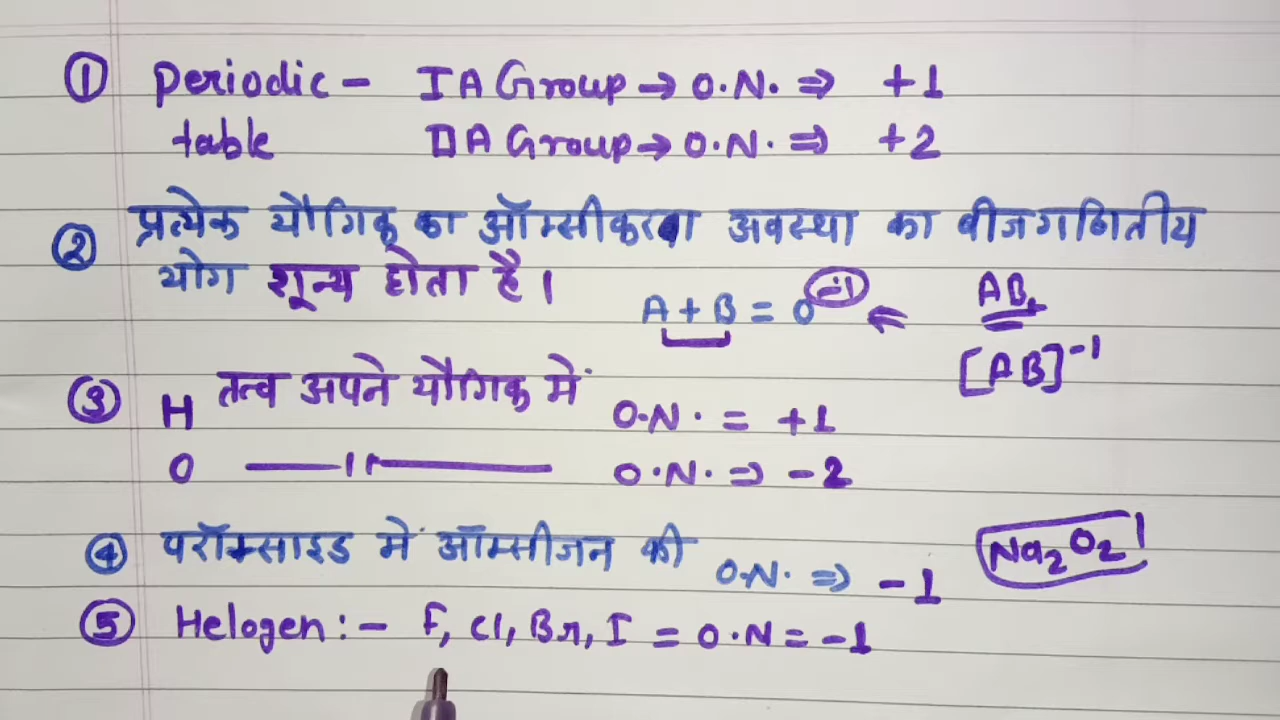 ① Periodic - IA Group → O.N. ⇒ +1
table IIA Group → O.N. ⇒ +2
② प्रत्येक यौगिक का ऑक्सीकरण अवस्था का बीजगणितीय
योग शून्य होता है।
A + B = 0 -1 ⇐ AB
[AB]⁻¹
③ H तत्व अपने यौगिक में O.N. = +1
O —— 11 —— O.N. ⇒ -2
④ परॉक्साइड में ऑक्सीजन की O.N. ⇒ -1 Na₂O₂
⑤ Helogen:- F, Cl, Br, I = O.N = -1